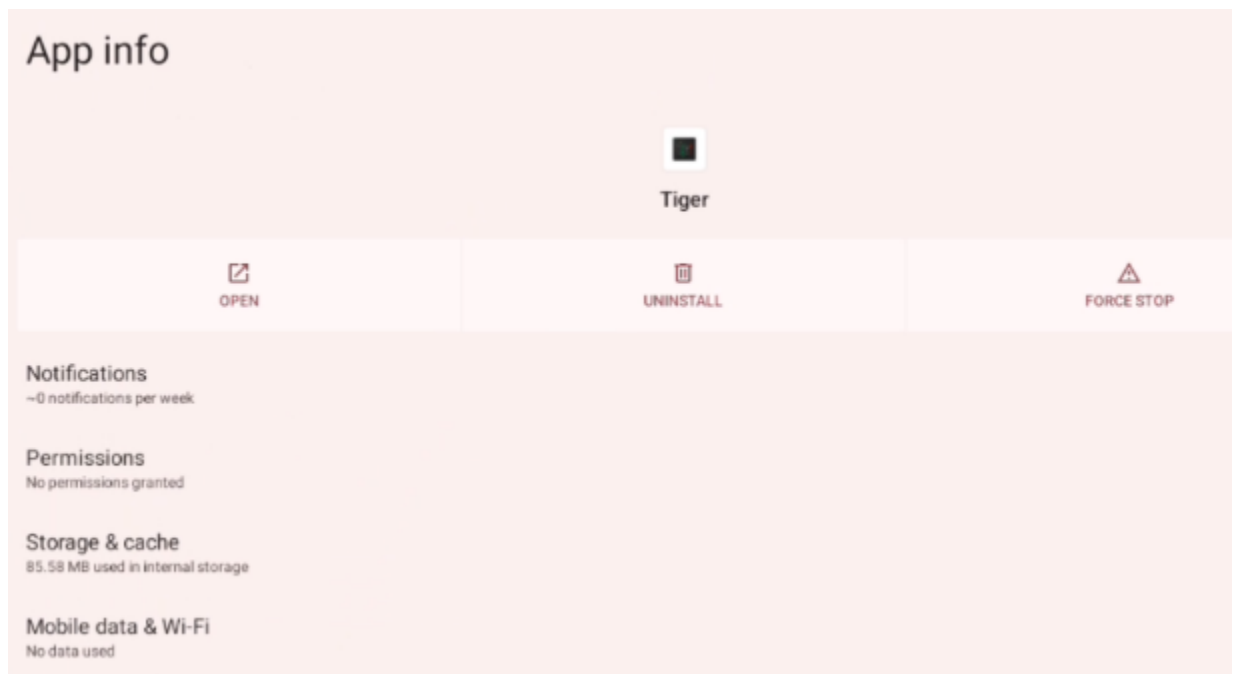 App info
Tiger
OPEN
UNINSTALL
FORCE STOP
Notifications
~0 notifications per week
Permissions
No permissions granted
Storage & cache
85.58 MB used in internal storage
Mobile data & Wi-Fi
No data used